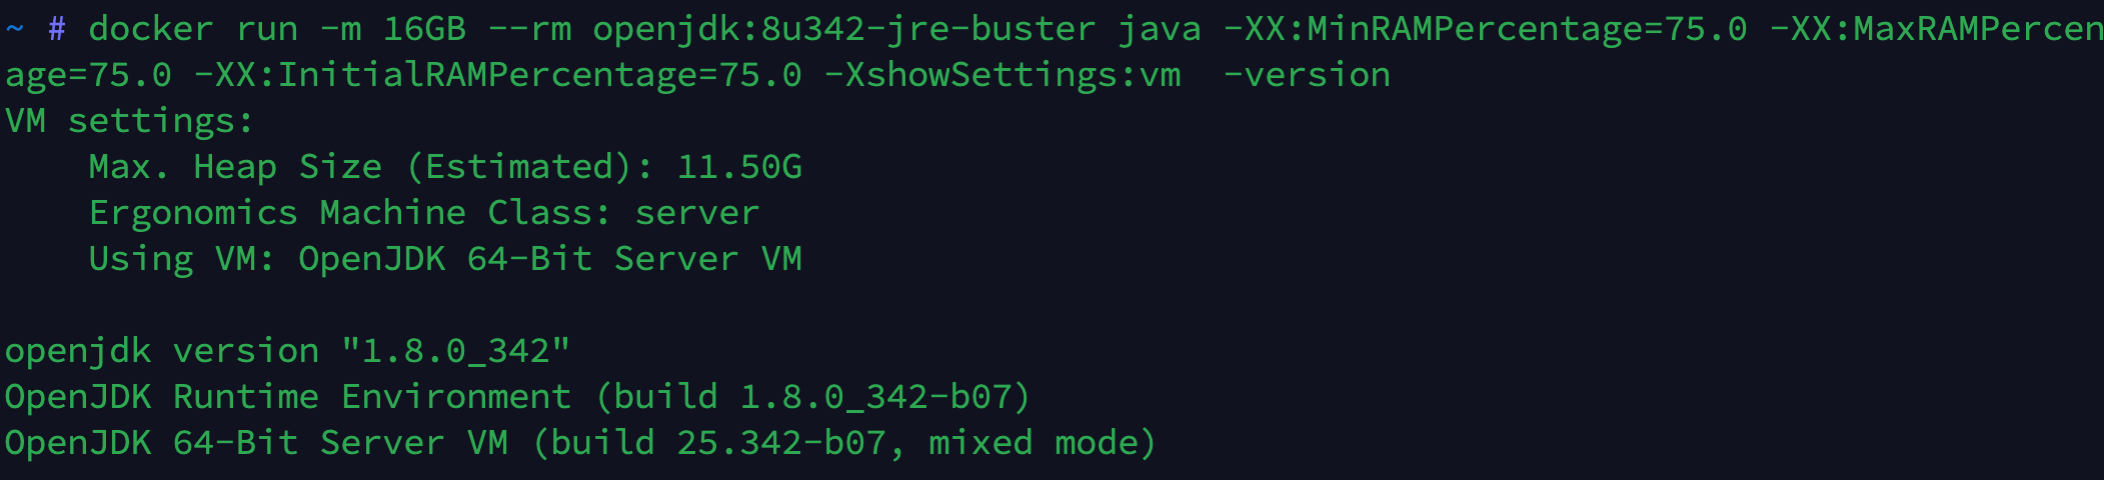 ~ # docker run -m 16GB --rm openjdk:8u342-jre-buster java -XX:MinRAMPercentage=75.0 -XX:MaxRAMPercen
age=75.0 -XX:InitialRAMPercentage=75.0 -XshowSettings:vm  -version
VM settings:
    Max. Heap Size (Estimated): 11.50G
    Ergonomics Machine Class: server
    Using VM: OpenJDK 64-Bit Server VM

openjdk version "1.8.0_342"
OpenJDK Runtime Environment (build 1.8.0_342-b07)
OpenJDK 64-Bit Server VM (build 25.342-b07, mixed mode)